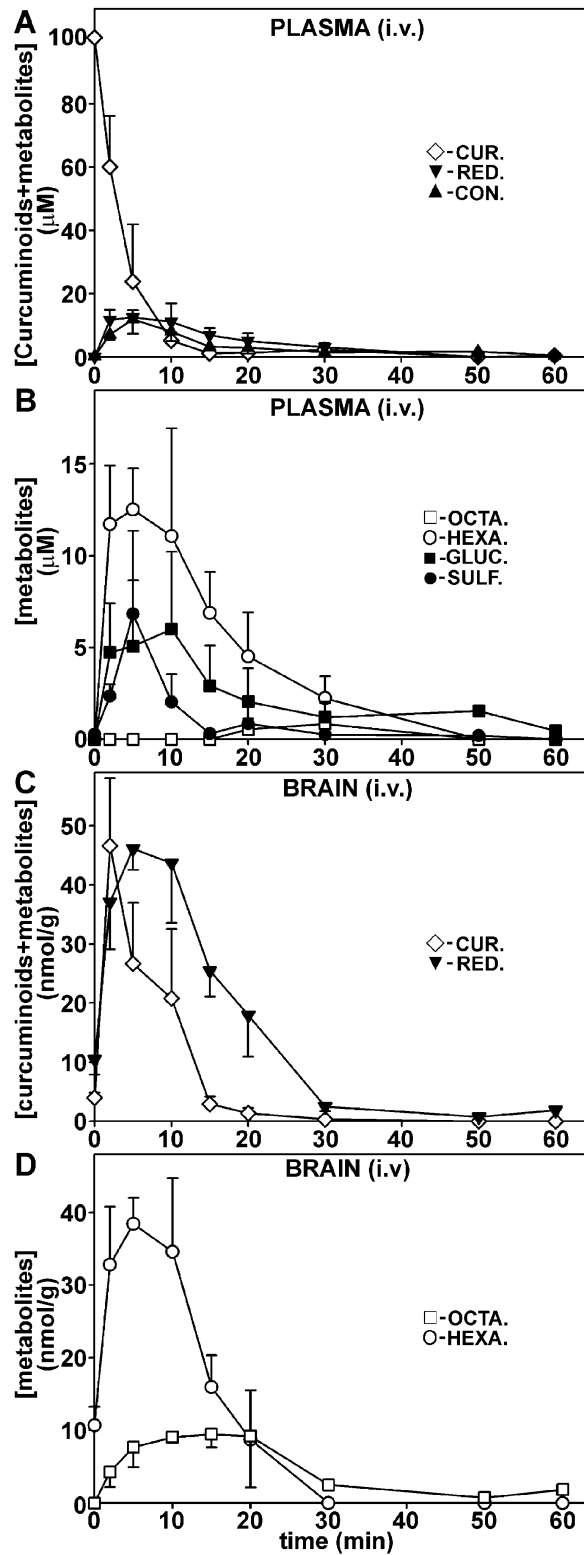 A
PLASMA (i.v.)
[Curcuminoids+metabolites]
(μM)
100
80
60
40
20
0
-CUR.
-RED.
-CON.
0 10 20 30 40 50 60
B
PLASMA (i.v.)
[metabolites]
(μM)
15
10
5
0
-OCTA.
-HEXA.
-GLUC.
-SULF.
0 10 20 30 40 50 60
C
BRAIN (i.v.)
[curcuminoids+metabolites]
(nmol/g)
50
40
30
20
10
0
-CUR.
-RED.
0 10 20 30 40 50 60
D
BRAIN (i.v)
[metabolites]
(nmol/g)
40
30
20
10
0
-OCTA.
-HEXA.
0 10 20 30 40 50 60
time (min)